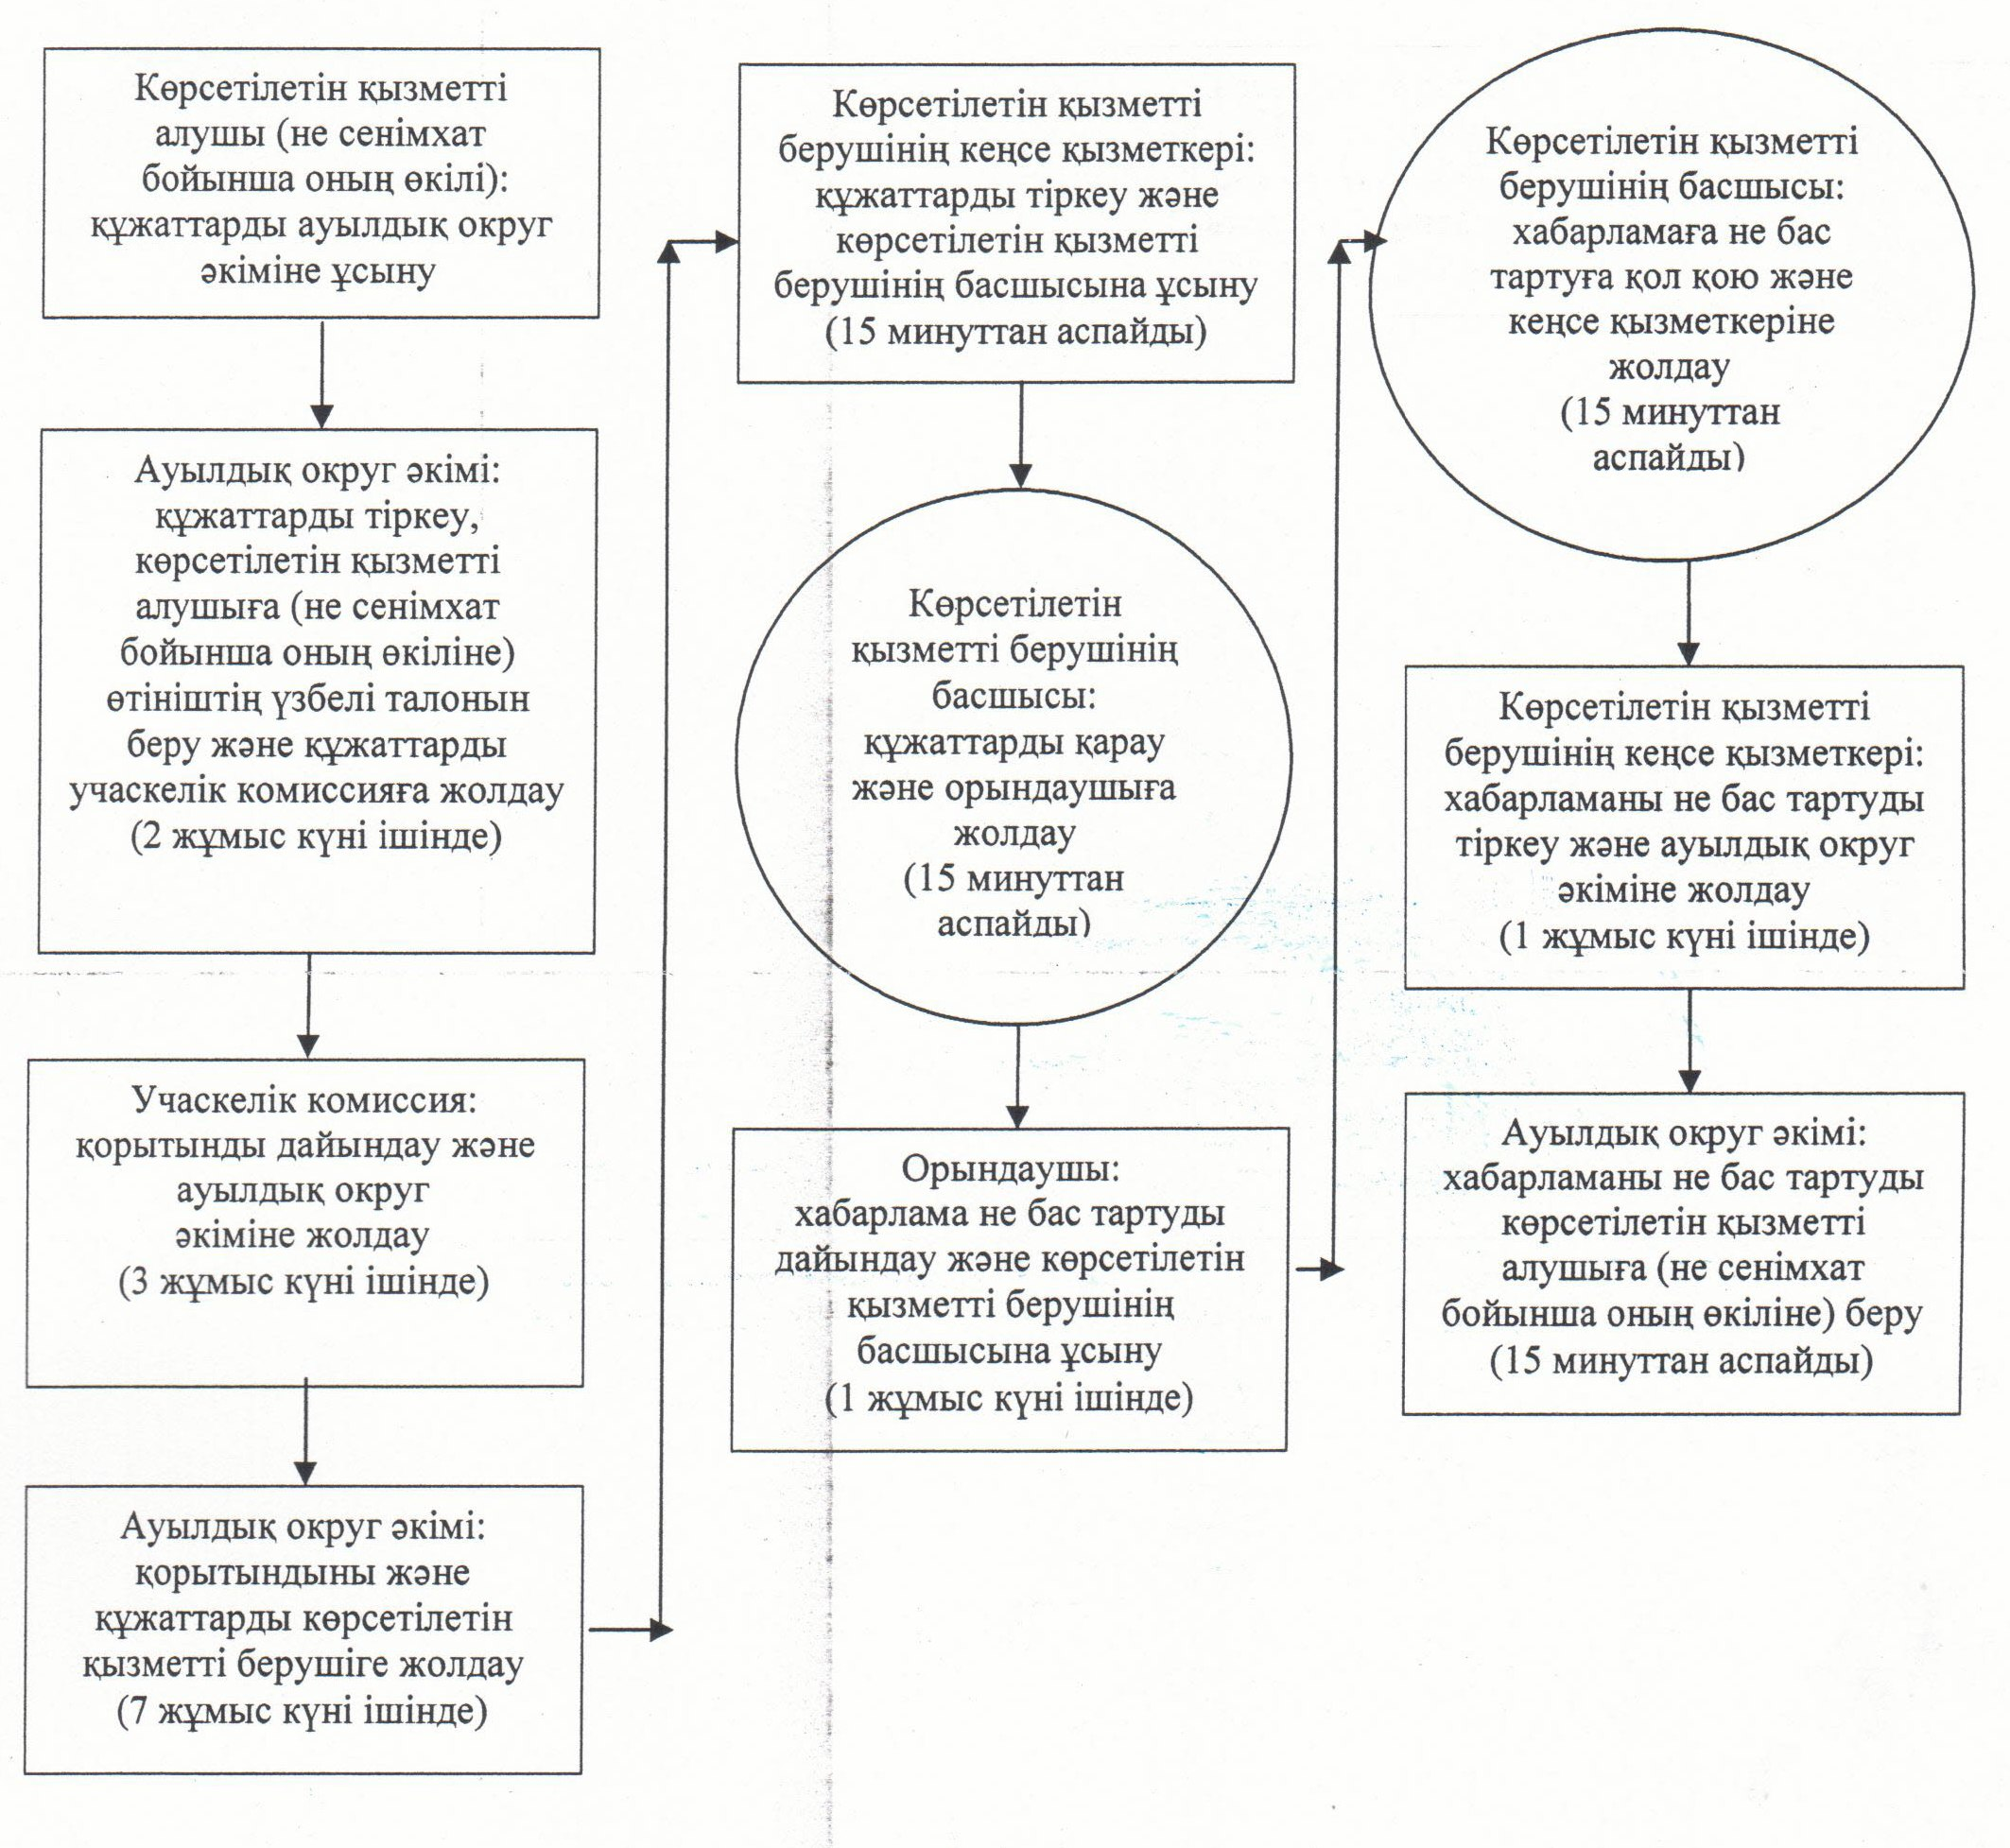 Көрсетілетін қызметті
алушы (не сенімхат
бойынша оның өкілі):
құжаттарды ауылдық округ
әкіміне ұсыну
Ауылдық округ әкімі:
құжаттарды тіркеу,
көрсетілетін қызметті
алушыға (не сенімхат
бойынша оның өкіліне)
өтініштің үзбелі талонын
беру және құжаттарды
учаскелік комиссияға жолдау
(2 жұмыс күні ішінде)
Учаскелік комиссия:
қорытынды дайындау және
ауылдық округ
әкіміне жолдау
(3 жұмыс күні ішінде)
Ауылдық округ әкімі:
қорытындыны және
құжаттарды көрсетілетін
қызметті берушіге жолдау
(7 жұмыс күні ішінде)
Көрсетілетін қызметті
берушінің кеңсе қызметкері:
құжаттарды тіркеу және
көрсетілетін қызметті
берушінің басшысына ұсыну
(15 минуттан аспайды)
Көрсетілетін
қызметті берушінің
басшысы:
құжаттарды қарау
және орындаушыға
жолдау
(15 минуттан
аспайды)
Орындаушы:
хабарлама не бас тартуды
дайындау және көрсетілетін
қызметті берушінің
басшысына ұсыну
(1 жұмыс күні ішінде)
Көрсетілетін қызметті
берушінің басшысы:
хабарламаға не бас
тартуға қол қою және
кеңсе қызметкеріне
жолдау
(15 минуттан
аспайды)
Көрсетілетін қызметті
берушінің кеңсе қызметкері:
хабарламаны не бас тартуды
тіркеу және ауылдық округ
әкіміне жолдау
(1 жұмыс күні ішінде)
Ауылдық округ әкімі:
хабарламаны не бас тартуды
көрсетілетін қызметті
алушыға (не сенімхат
бойынша оның өкіліне) беру
(15 минуттан аспайды)